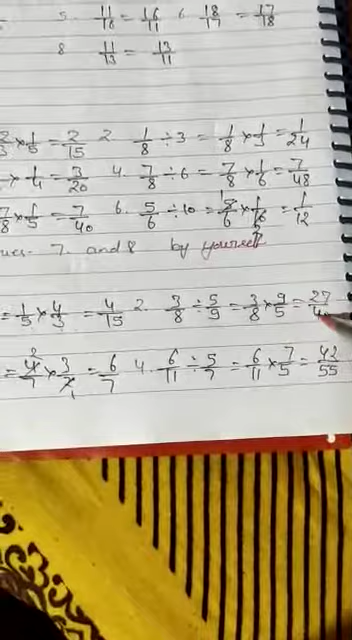 5. 11/16 = 16/11 6. 18/17 = 17/18
8 11/13 = 13/11
2/3 × 1/5 = 2/15 2. 1/8 ÷ 3 = 1/8 × 1/3 = 1/24
× 1/4 = 3/20 4. 7/8 ÷ 6 = 7/8 × 1/6 = 7/48
7/8 × 1/5 = 7/40 6. 5/6 ÷ 10 = 5/6 × 1/10 = 1/12
ues- 7. and 8 by yourself
= 1/5 × 4/3 = 4/15 2. 3/8 ÷ 5/9 = 3/8 × 9/5 = 27/40
= 4/7 × 3/2 = 6/7 4. 6/11 ÷ 5/7 = 6/11 × 7/5 = 42/55